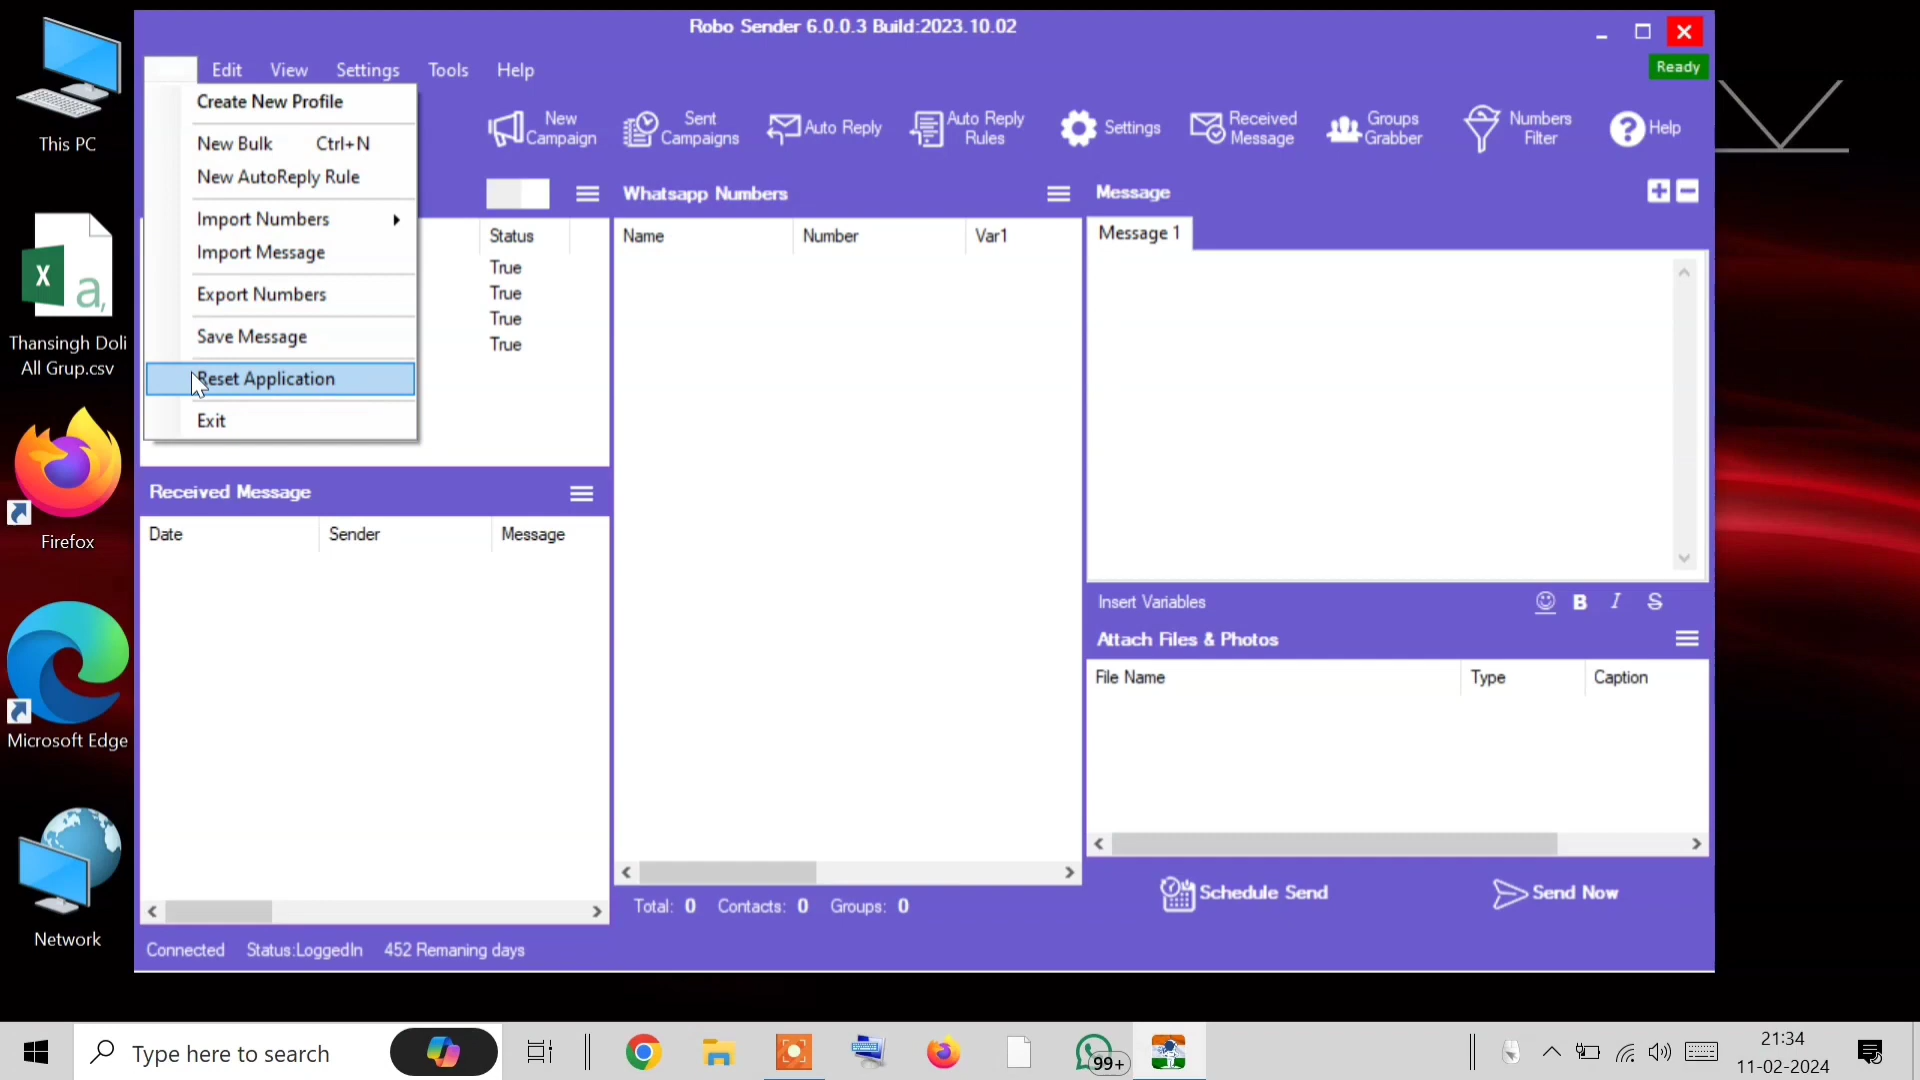 Robo Sender 6.0.0.3 Build:2023.10.02
Edit
View
Settings
Tools
Help
Ready
New Campaign
Sent Campaigns
Auto Reply
Auto Reply Rules
Settings
Received Message
Groups Grabber
Numbers Filter
Help
Create New Profile
New Bulk Ctrl+N
New AutoReply Rule
Import Numbers
Import Message
Export Numbers
Save Message
Reset Application
Exit
Status
True
True
True
True
Whatsapp Numbers
Name
Number
Var1
Message
Message 1
Received Message
Date
Sender
Message
Insert Variables
B I S
Attach Files & Photos
File Name
Type
Caption
Total: 0 Contacts: 0 Groups: 0
Schedule Send
Send Now
Connected Status:LoggedIn 452 Remaning days
This PC
X
a,
Thansingh Doli
All Grup.csv
Firefox
Microsoft Edge
Network
Type here to search
99+
21:34
11-02-2024